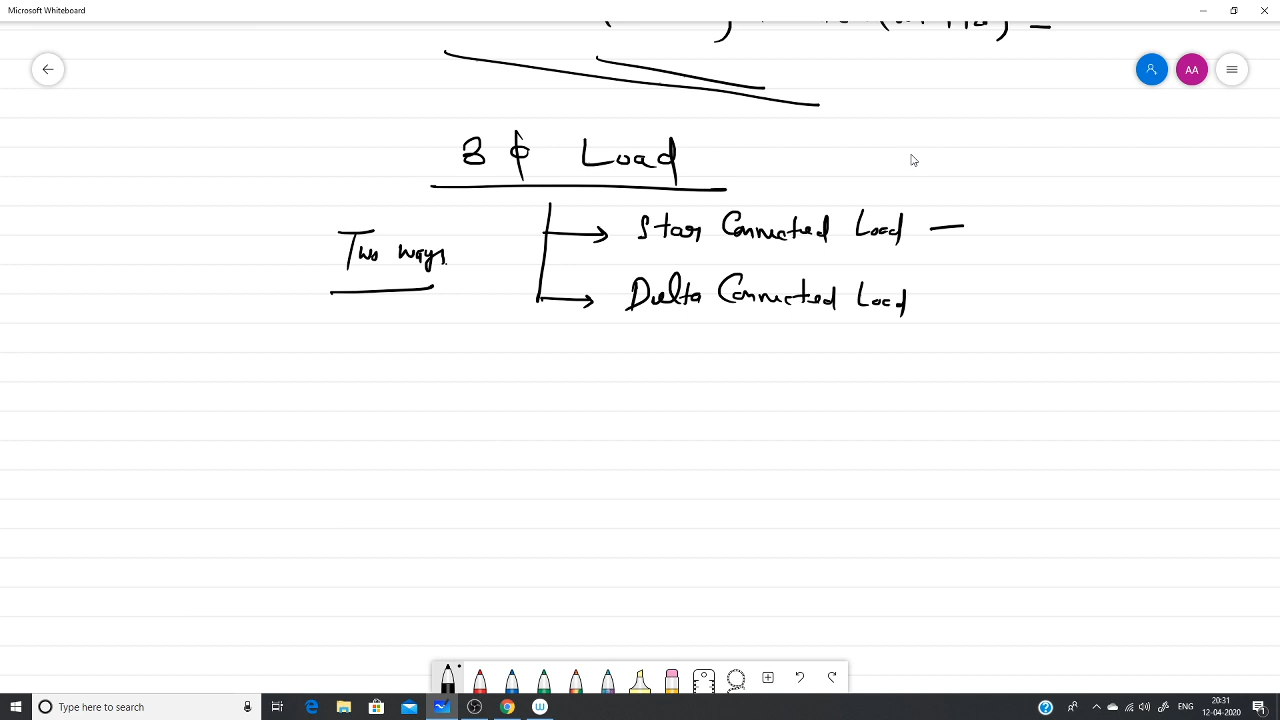 Microsoft Whiteboard
AA
3 ϕ Load
Two ways.
Star Connected Load —
Delta Connected Load
Type here to search
ENG
20:31
12-04-2020